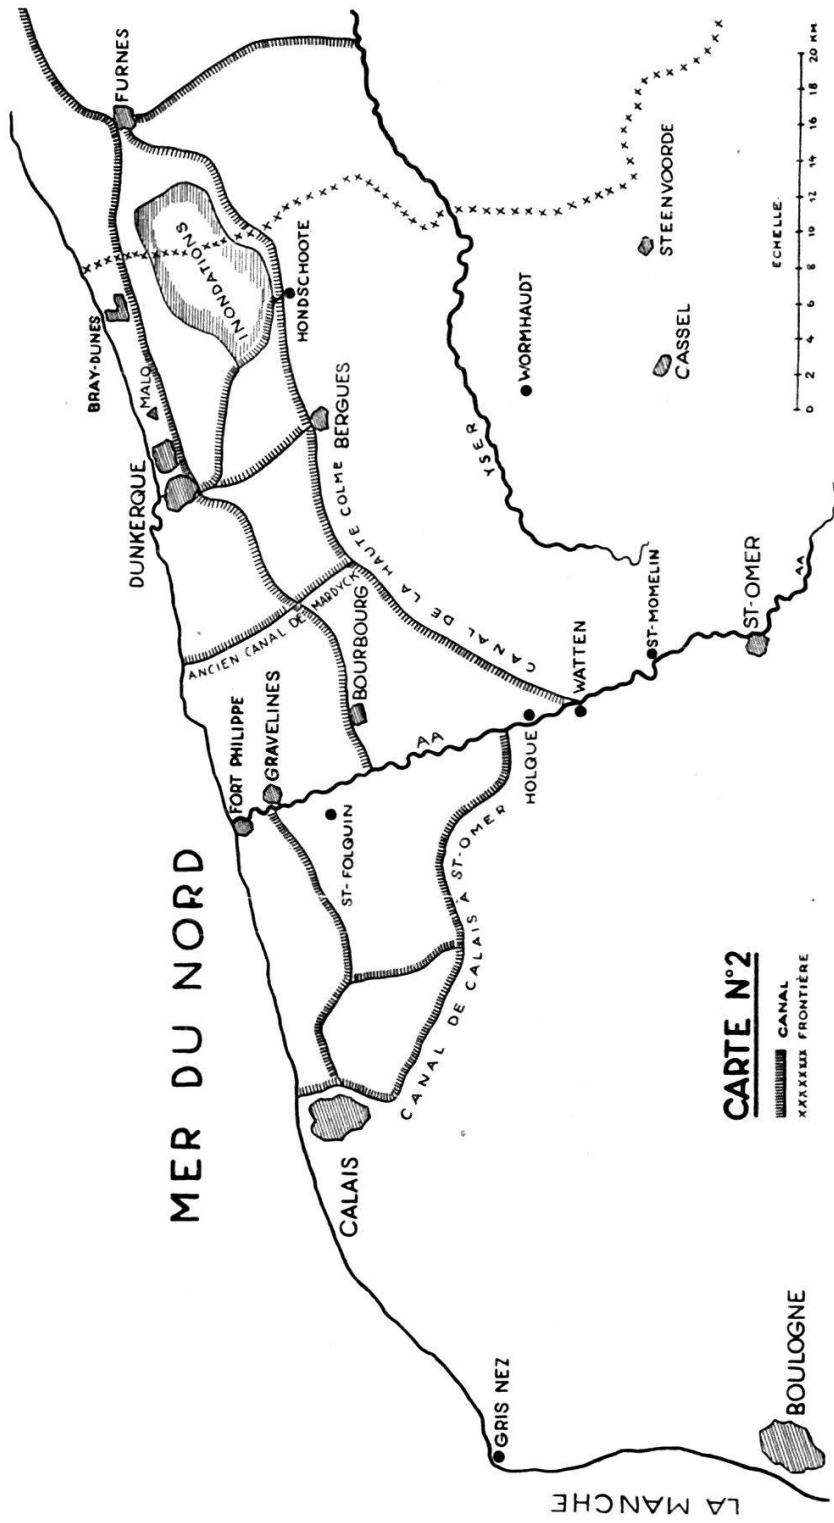 MER DU NORD
LA MANCHE
FURNES
BRAY-DUNES
MALO
INONDATIONS
HONDSCHOOTE
DUNKERQUE
BERGUES
YSER
WORMHAUDT
STEENVOORDE
CASSEL
ANCIEN CANAL DE MARDYCK
CANAL DE LA HAUTE COLME
FORT PHILIPPE
GRAVELINES
BOURBOURG
AA
WATTEN
HOLQUE
ST-MOMELIN
ST-OMER
AA
ST-FOLQUIN
CANAL DE CALAIS À ST-OMER
CALAIS
GRIS NEZ
BOULOGNE
CARTE N°2
CANAL
XXXXXXX FRONTIÈRE
ECHELLE
0 2 4 6 8 10 12 14 16 18 20 KM.